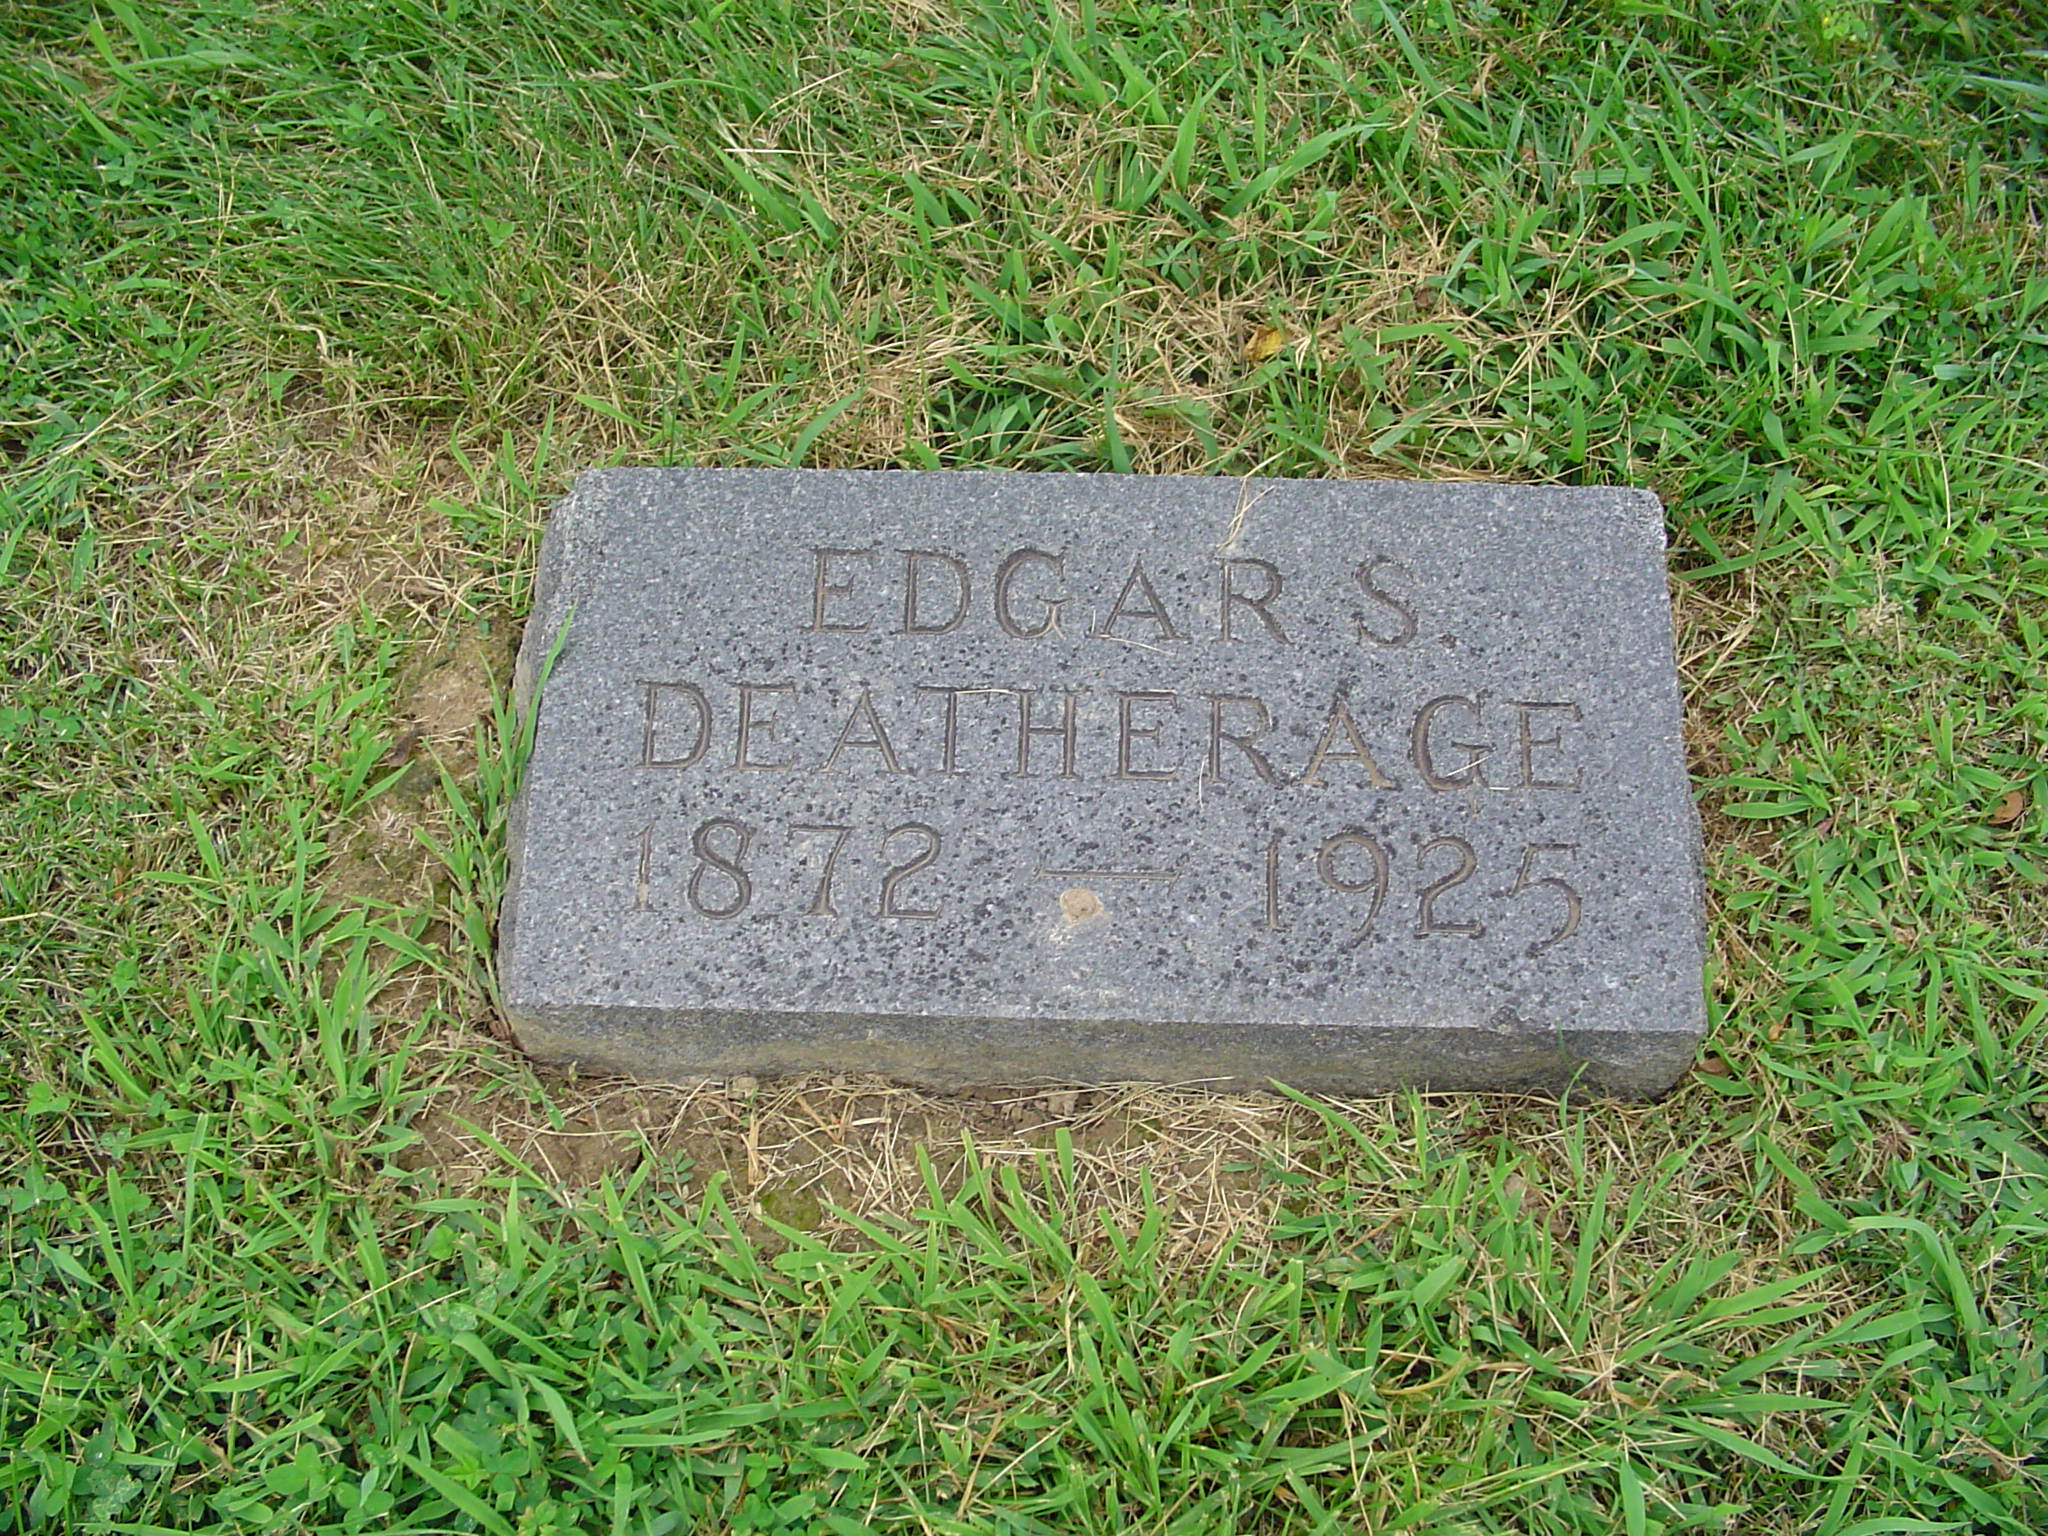 EDGAR S.
DEATHERAGE
1872 — 1925